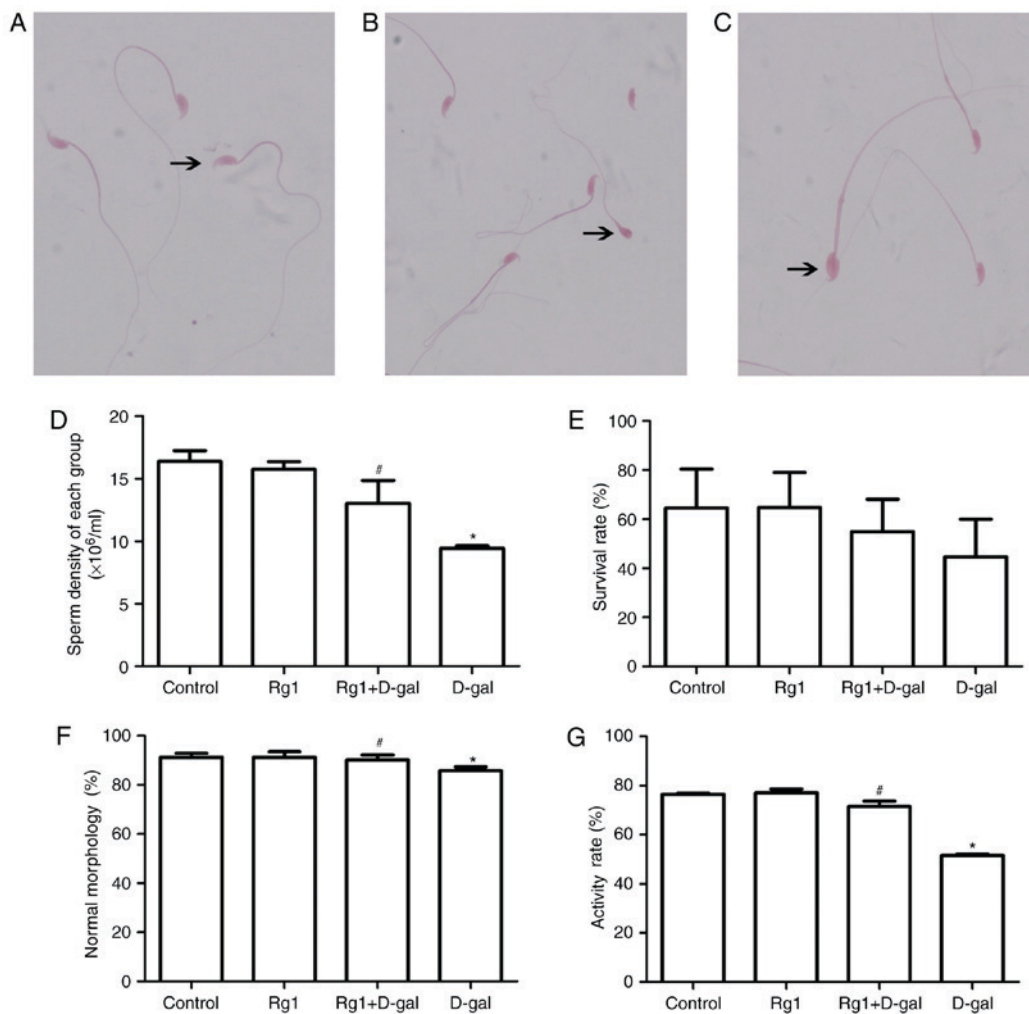 A
B
C
D
Sperm density of each group
(×10⁶/ml)
20
15
10
5
0
#
*
Control
Rg1
Rg1+D-gal
D-gal
E
Survival rate (%)
100
80
60
40
20
0
Control
Rg1
Rg1+D-gal
D-gal
F
Normal morphology (%)
100
80
60
40
20
0
#
*
Control
Rg1
Rg1+D-gal
D-gal
G
Activity rate (%)
100
80
60
40
20
0
#
*
Control
Rg1
Rg1+D-gal
D-gal